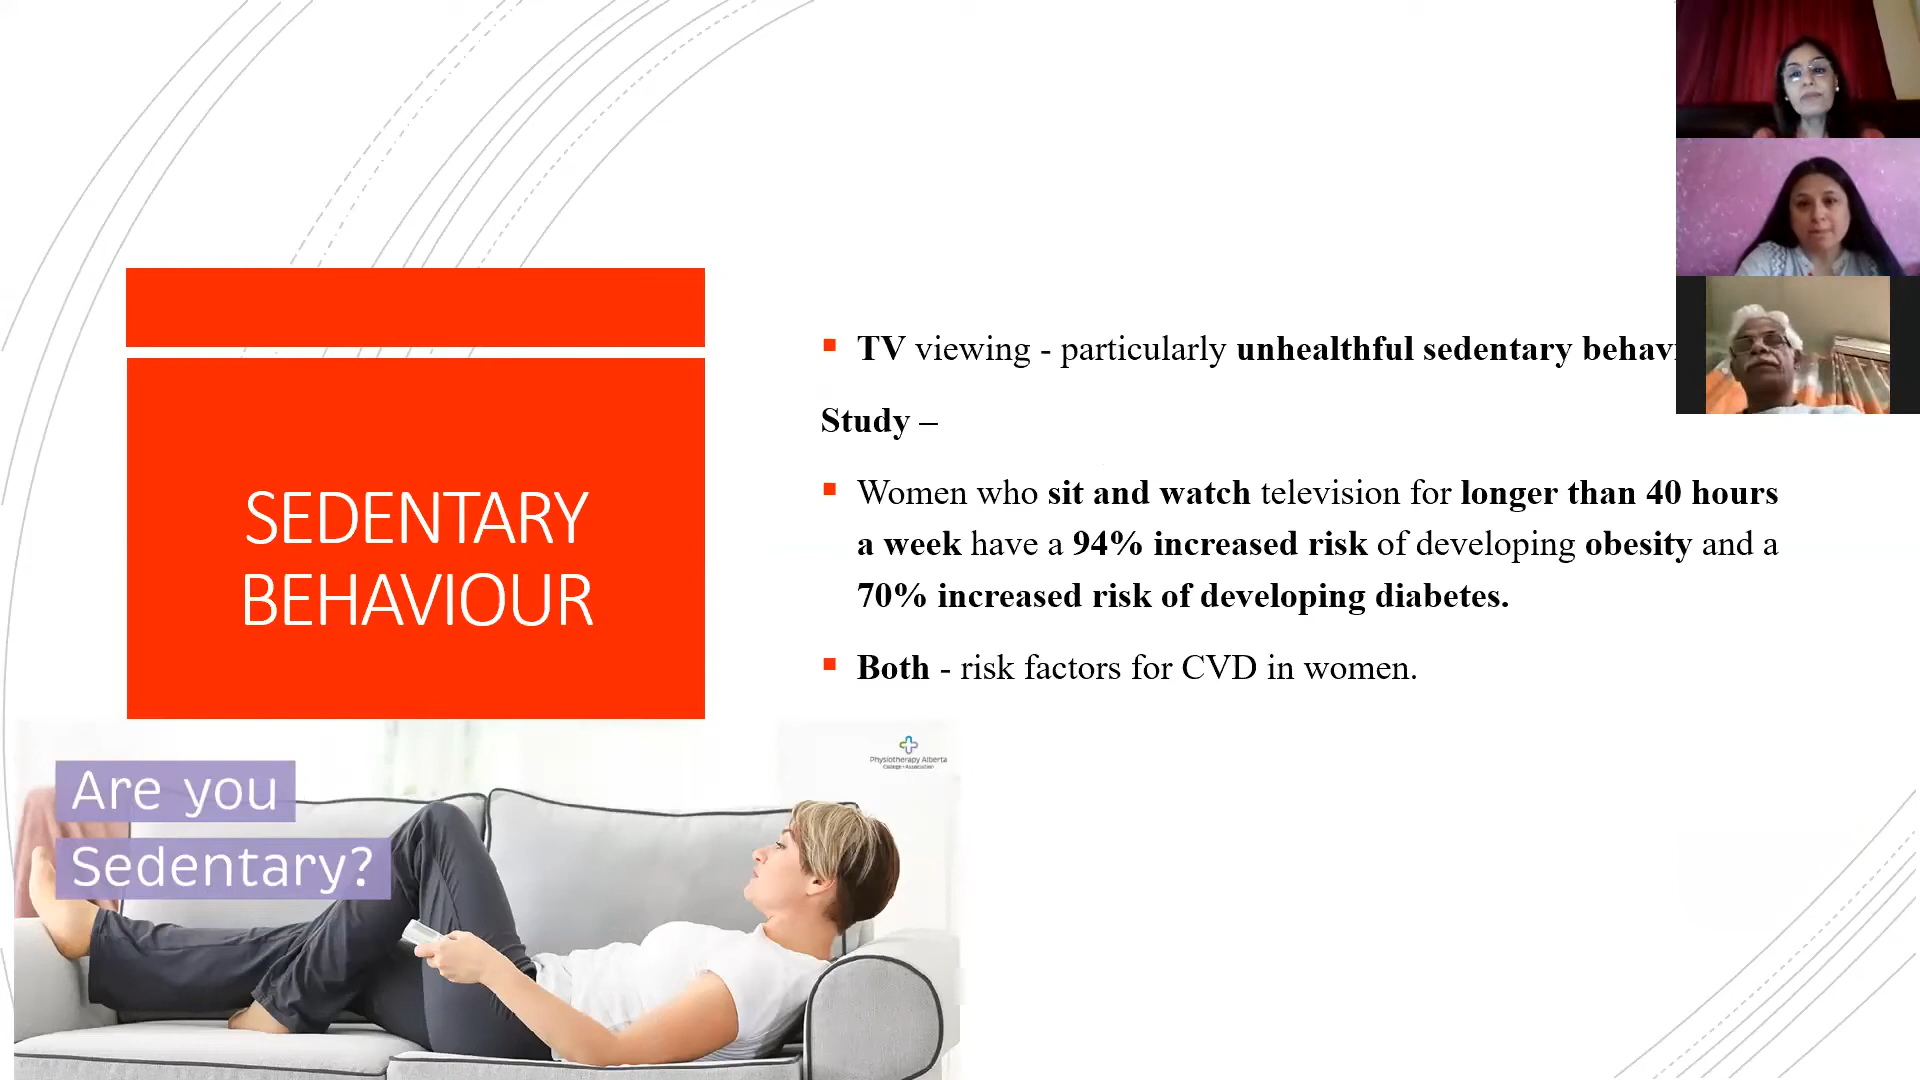 SEDENTARY
BEHAVIOUR
TV viewing - particularly unhealthful sedentary
Study –
Women who sit and watch television for longer than 40 hours
a week have a 94% increased risk of developing obesity and a
70% increased risk of developing diabetes.
Both - risk factors for CVD in women.
Physiotherapy Alberta
College + Association
Are you
Sedentary?